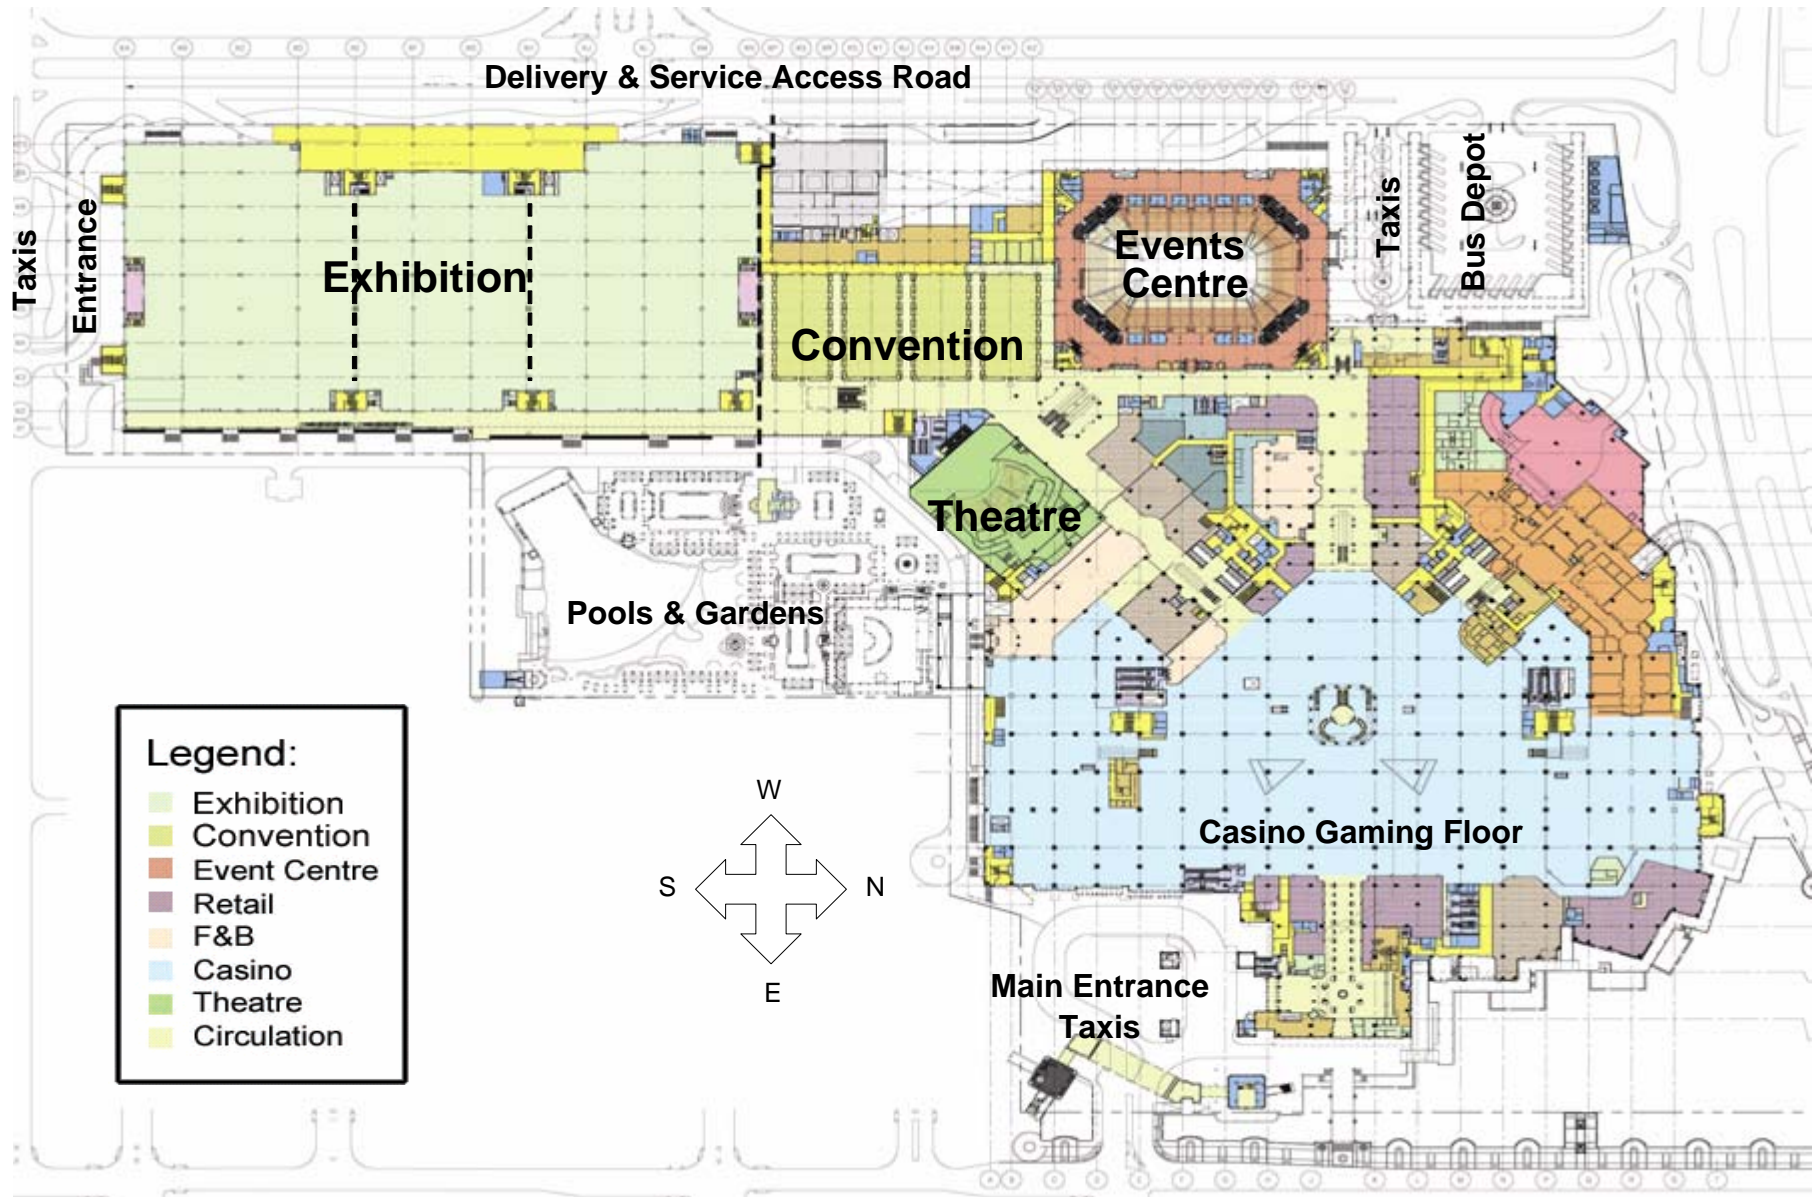 Delivery & Service Access Road
Taxis
Entrance
Exhibition
Convention
Events
Centre
Taxis
Bus Depot
Theatre
Pools & Gardens
Casino Gaming Floor
Main Entrance
Taxis
Legend:
Exhibition
Convention
Event Centre
Retail
F&B
Casino
Theatre
Circulation
W
S
N
E